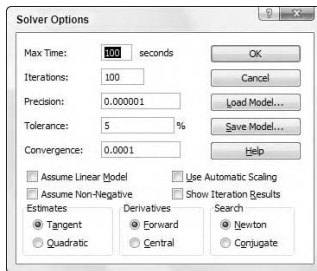 Solver Options
Max Time: 100 seconds OK
Iterations: 100 Cancel
Precision: 0.000001 Load Model...
Tolerance: 5 % Save Model...
Convergence: 0.0001 Help
Assume Linear Model Use Automatic Scaling
Assume Non-Negative Show Iteration Results
Estimates Derivatives Search
Tangent Forward Newton
Quadratic Central Conjugate